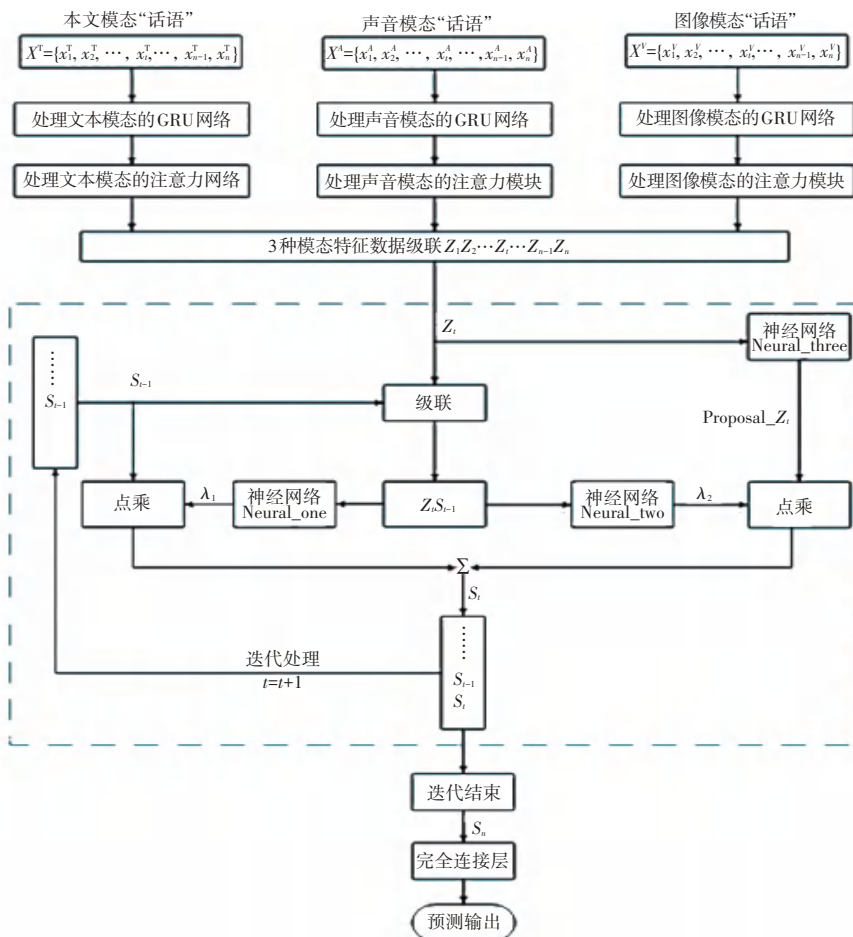 本文模态“话语”
声音模态“话语”
图像模态“话语”
X^T={x_1^T, x_2^T, …, x_t^T,…, x_{n-1}^T, x_n^T}
X^A={x_1^A, x_2^A, …, x_t^A, …,x_{n-1}^A, x_n^A}
X^V={x_1^V, x_2^V, …, x_t^V,…, x_{n-1}^V, x_n^V}
处理文本模态的GRU网络
处理声音模态的GRU网络
处理图像模态的GRU网络
处理文本模态的注意力网络
处理声音模态的注意力模块
处理图像模态的注意力模块
3种模态特征数据级联Z_1Z_2…Z_t…Z_{n-1}Z_n
Z_t
神经网络
Neural_three
……
S_{t-1}
S_{t-1}
级联
Proposal_Z_t
点乘
λ_1
神经网络
Neural_one
Z_tS_{t-1}
神经网络
Neural_two
λ_2
点乘
Σ
S_t
……
S_{t-1}
S_t
迭代处理
t=t+1
迭代结束
S_n
完全连接层
预测输出